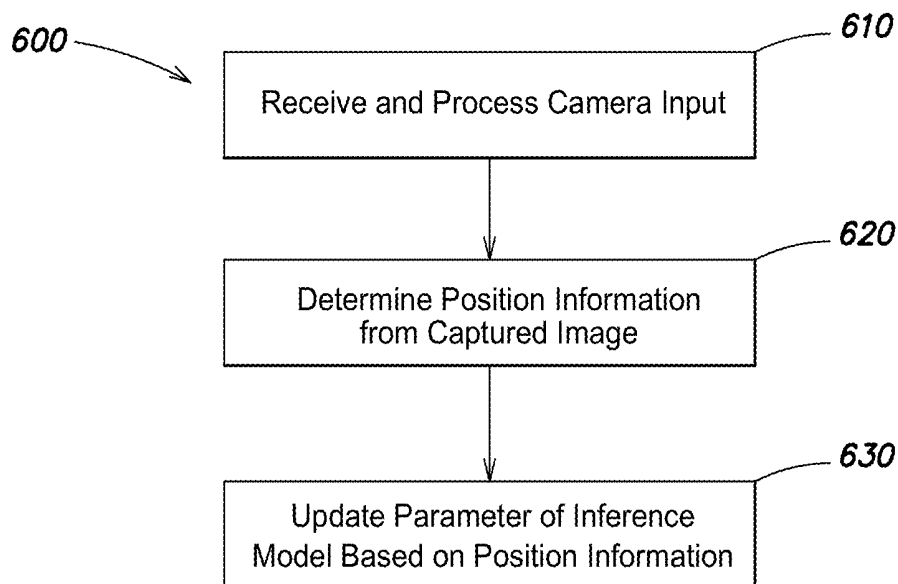 600
610
Receive and Process Camera Input
620
Determine Position Information
from Captured Image
630
Update Parameter of Inference
Model Based on Position Information